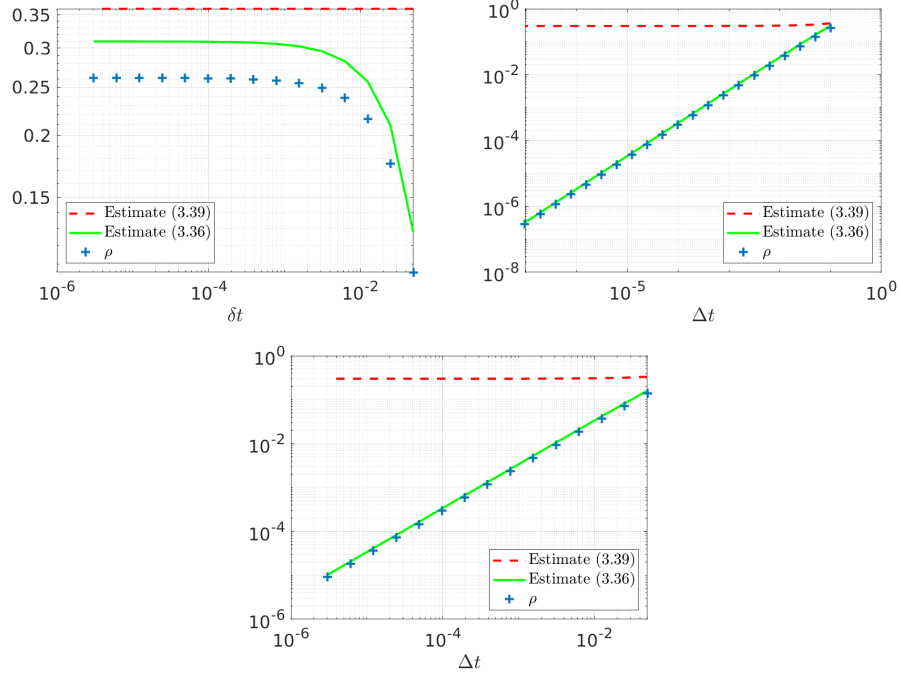 0.35
0.3
0.25
0.2
0.15
10^-6
10^-4
10^-2
δt
Estimate (3.39)
Estimate (3.36)
ρ
10^0
10^-2
10^-4
10^-6
10^-8
10^-5
10^0
Δt
Estimate (3.39)
Estimate (3.36)
ρ
10^0
10^-2
10^-4
10^-6
10^-6
10^-4
10^-2
Δt
Estimate (3.39)
Estimate (3.36)
ρ